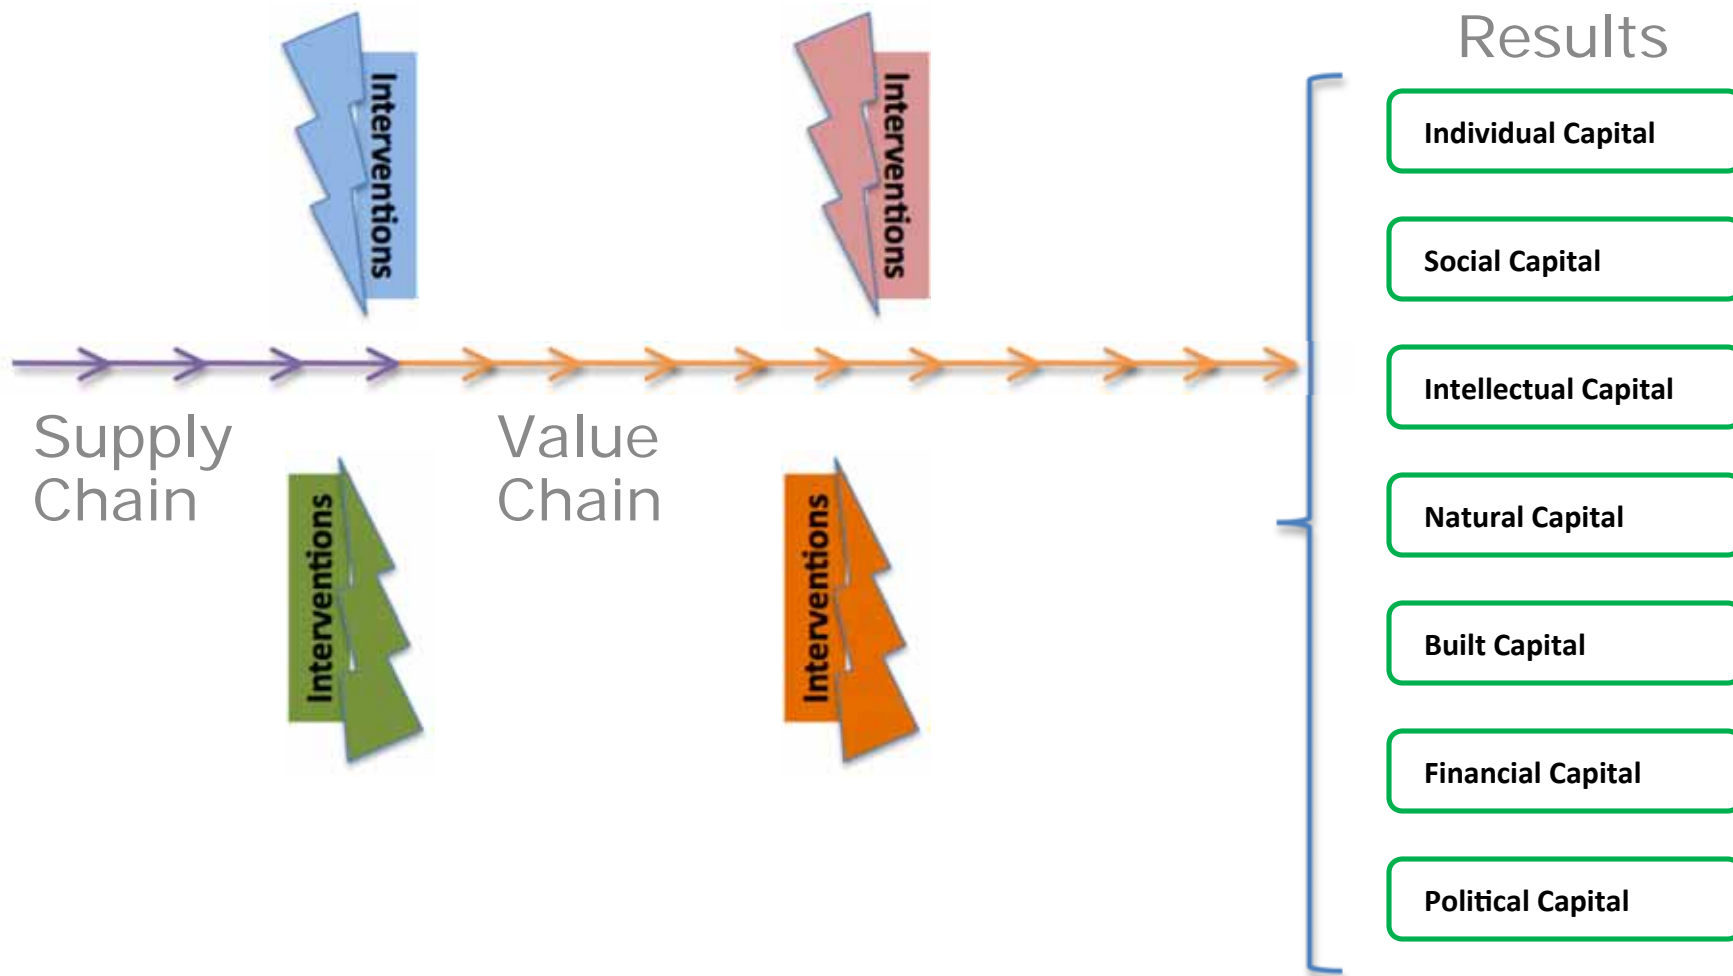 Results
Interventions
Interventions
Individual Capital
Social Capital
Intellectual Capital
Supply
Chain
Value
Chain
Interventions
Interventions
Natural Capital
Built Capital
Financial Capital
Political Capital